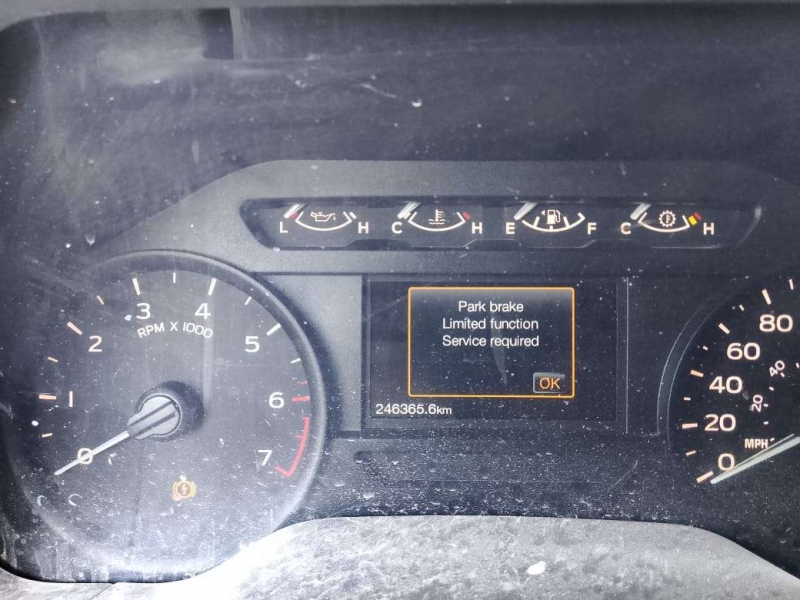 L H C H E F C H
3 4
RPM X 1000
2 5
1 6
0 7
Park brake
Limited function
Service required
OK
246365.6km
80
60
40 40
20 20
MPH
0